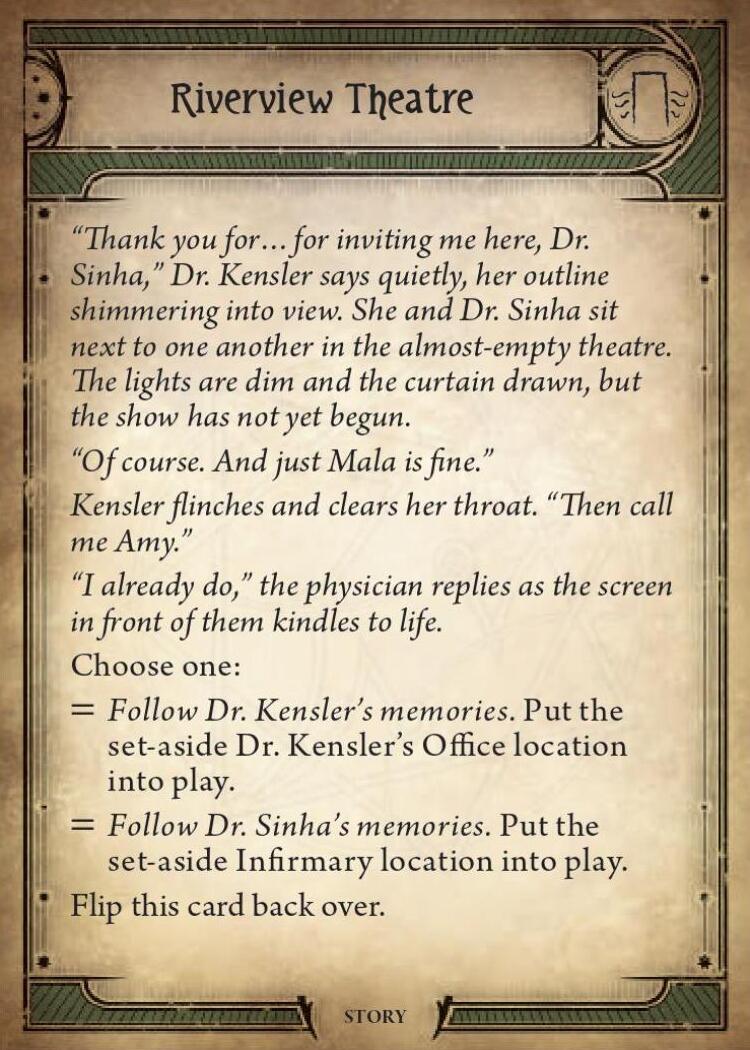 Riverview Theatre
“Thank you for… for inviting me here, Dr.
Sinha,” Dr. Kensler says quietly, her outline
shimmering into view. She and Dr. Sinha sit
next to one another in the almost-empty theatre.
The lights are dim and the curtain drawn, but
the show has not yet begun.
“Of course. And just Mala is fine.”
Kensler flinches and clears her throat. “Then call
me Amy.”
“I already do,” the physician replies as the screen
in front of them kindles to life.
Choose one:
= Follow Dr. Kensler’s memories. Put the
set-aside Dr. Kensler’s Office location
into play.
= Follow Dr. Sinha’s memories. Put the
set-aside Infirmary location into play.
Flip this card back over.
STORY